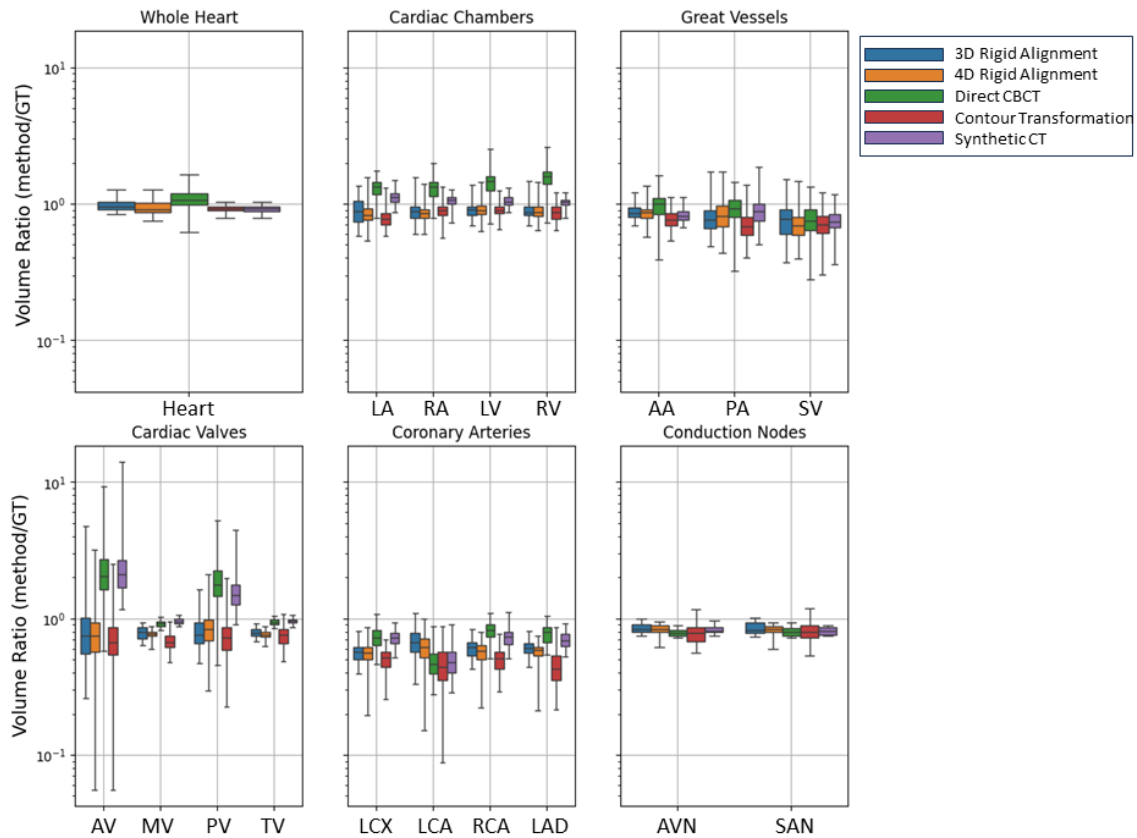 Whole Heart
Cardiac Chambers
Great Vessels
3D Rigid Alignment
4D Rigid Alignment
Direct CBCT
Contour Transformation
Synthetic CT
Volume Ratio (method/GT)
10¹
10⁰
10⁻¹
Heart
LA RA LV RV
AA PA SV
Cardiac Valves
Coronary Arteries
Conduction Nodes
Volume Ratio (method/GT)
10¹
10⁰
10⁻¹
AV MV PV TV
LCX LCA RCA LAD
AVN SAN